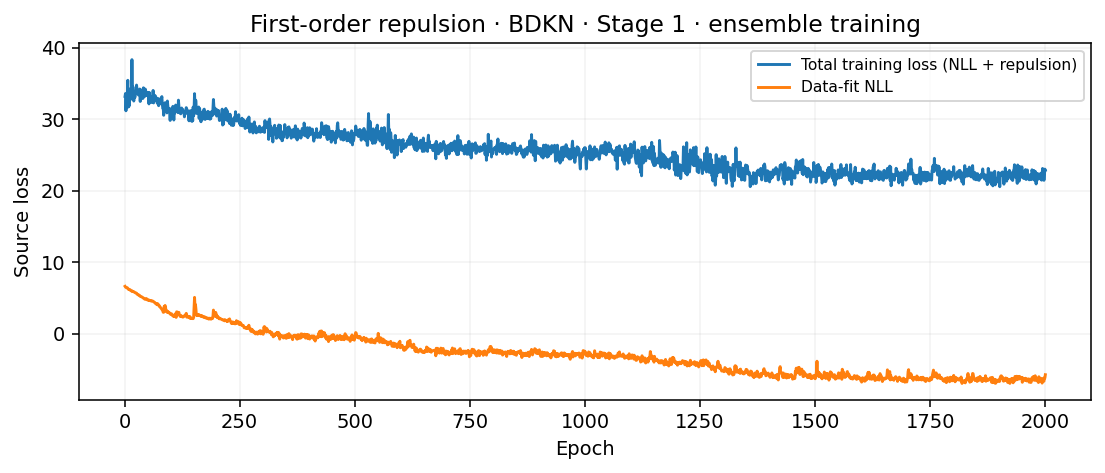 First-order repulsion · BDKN · Stage 1 · ensemble training
Total training loss (NLL + repulsion)
Data-fit NLL
Source loss
40
30
20
10
0
0 250 500 750 1000 1250 1500 1750 2000
Epoch